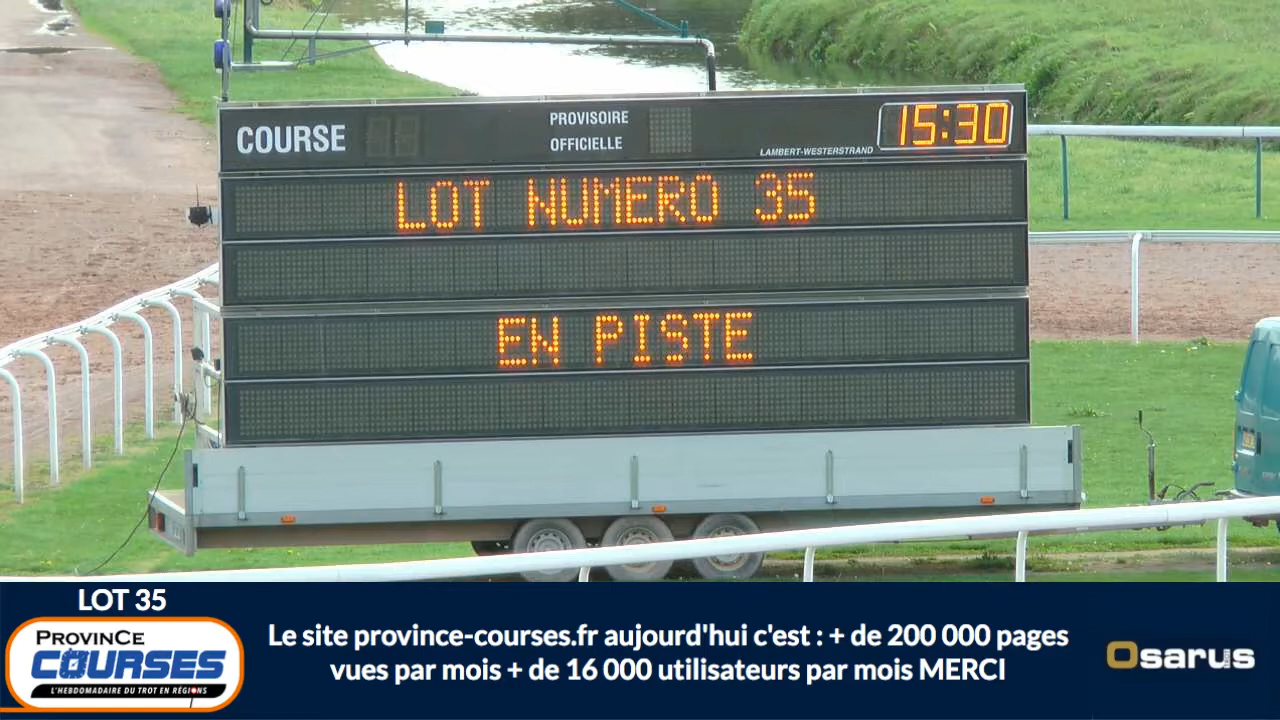 COURSE
PROVISOIRE
OFFICIELLE
LAMBERT-WESTERSTRAND
15:30
LOT NUMERO 35
EN PISTE
LOT 35
PROVINCE
COURSES
L'HEBDOMADAIRE DU TROT EN RÉGIONS
Le site province-courses.fr aujourd'hui c'est : + de 200 000 pages
vues par mois + de 16 000 utilisateurs par mois MERCI
Osarus